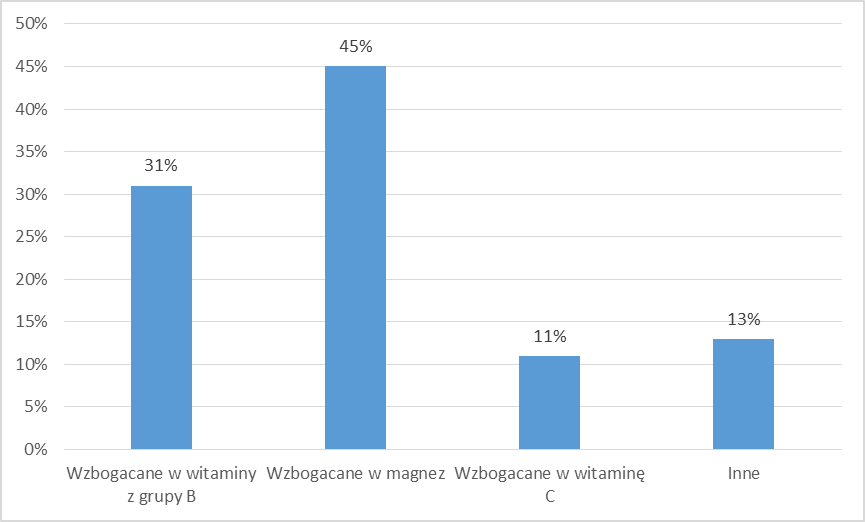 50%
45%
40%
35%
30%
25%
20%
15%
10%
5%
0%
31%
45%
11%
13%
Wzbogacane w witaminy
z grupy B
Wzbogacane w magnez
Wzbogacane w witaminę
C
Inne